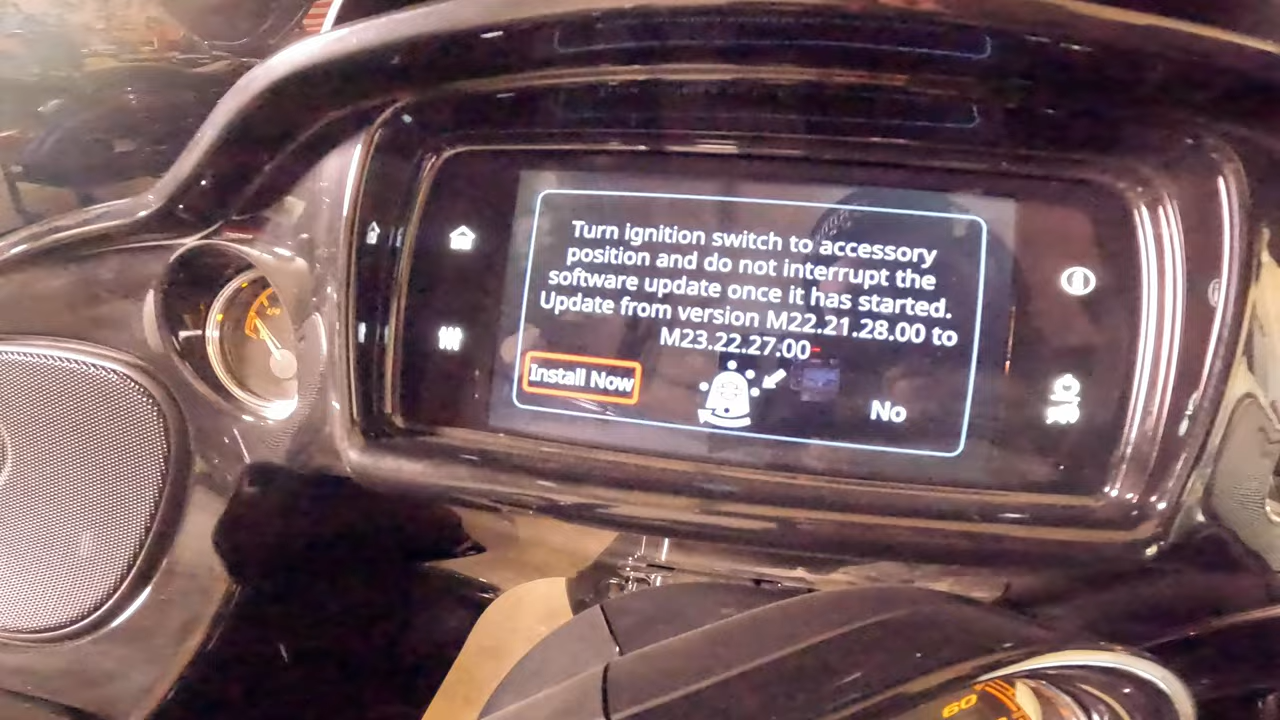 Turn ignition switch to accessory
position and do not interrupt the
software update once it has started.
Update from version M22.21.28.00 to
M23.22.27.00
Install Now
No
60